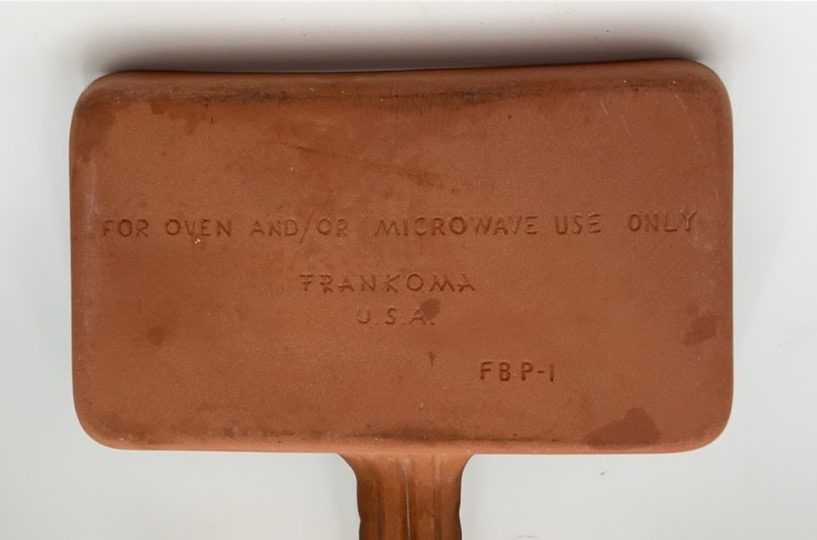 FOR OVEN AND/OR MICROWAVE USE ONLY
FRANKOMA
U.S.A.
FBP-1